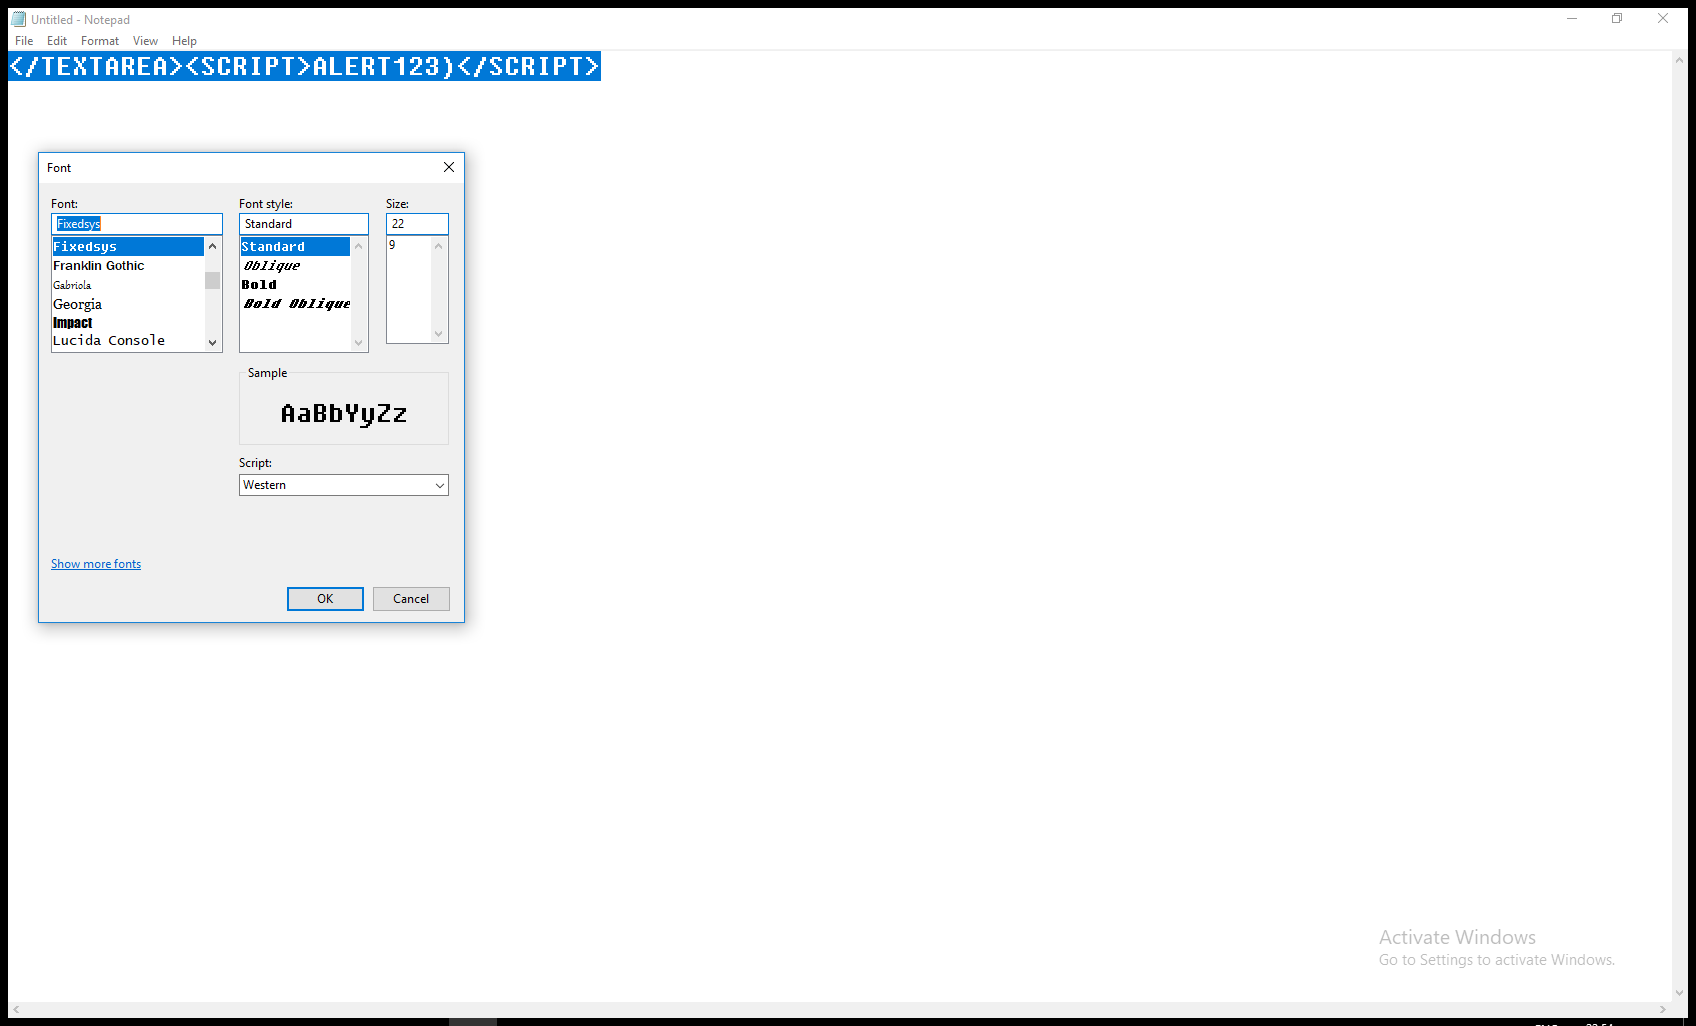 Untitled - Notepad
File Edit Format View Help
</TEXTAREA><SCRIPT>ALERT123)</SCRIPT>
Font
Font: Font style: Size:
Fixedsys Standard 22
Fixedsys Standard 9
Franklin Gothic Oblique
Gabriola Bold
Georgia Bold Oblique
Impact
Lucida Console
Sample
AaBbYyZz
Script:
Western
Show more fonts
OK Cancel
Activate Windows
Go to Settings to activate Windows.